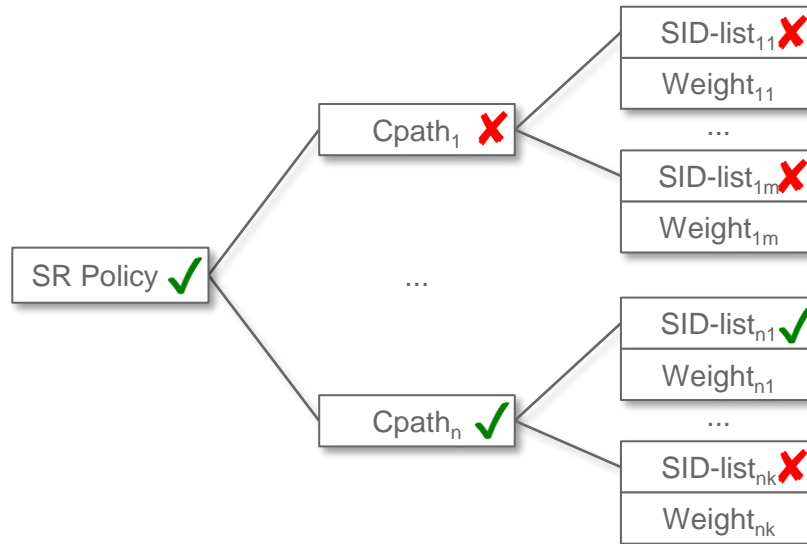 SID-list₁₁
Weight₁₁
...
Cpath₁
SID-list₁ₘ
Weight₁ₘ
SR Policy
...
SID-listₙ₁
Weightₙ₁
...
Cpathₙ
SID-listₙₖ
Weightₙₖ